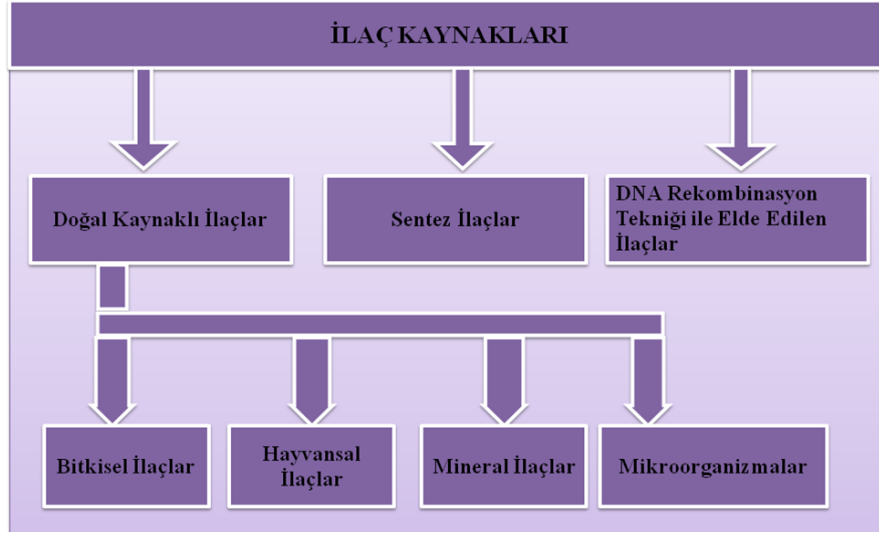 İLAÇ KAYNAKLARI
Doğal Kaynaklı İlaçlar
Sentez İlaçlar
DNA Rekombinasyon
Tekniği ile Elde Edilen
İlaçlar
Bitkisel İlaçlar
Hayvansal
İlaçlar
Mineral İlaçlar
Mikroorganizmalar